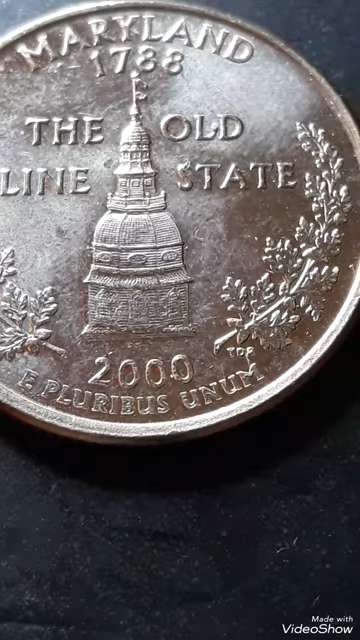 MARYLAND
1788
THE OLD
LINE STATE
2000
TDP
E PLURIBUS UNUM
Made with
VideoShow